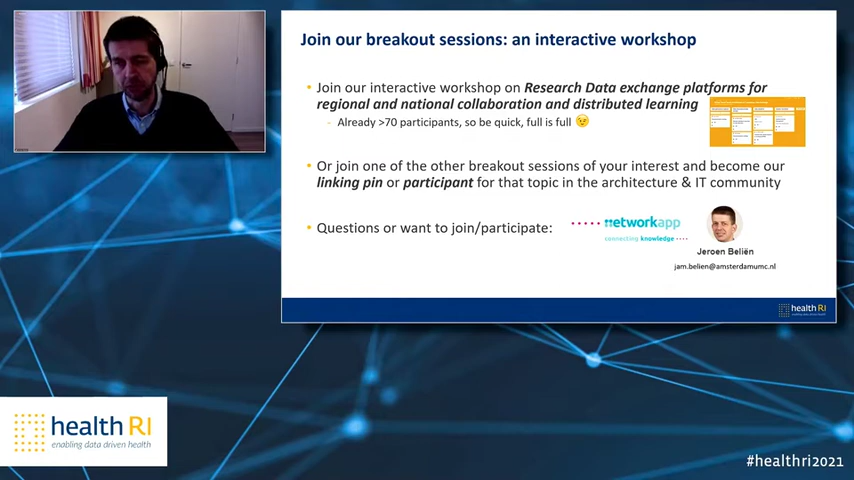 Join our breakout sessions: an interactive workshop
• Join our interactive workshop on Research Data exchange platforms for
regional and national collaboration and distributed learning
- Already >70 participants, so be quick, full is full
• Or join one of the other breakout sessions of your interest and become our
linking pin or participant for that topic in the architecture & IT community
• Questions or want to join/participate:
networkapp
connecting knowledge
Jeroen Beliën
jam.belien@amsterdamumc.nl
health RI
health RI
enabling data driven health
#healthri2021